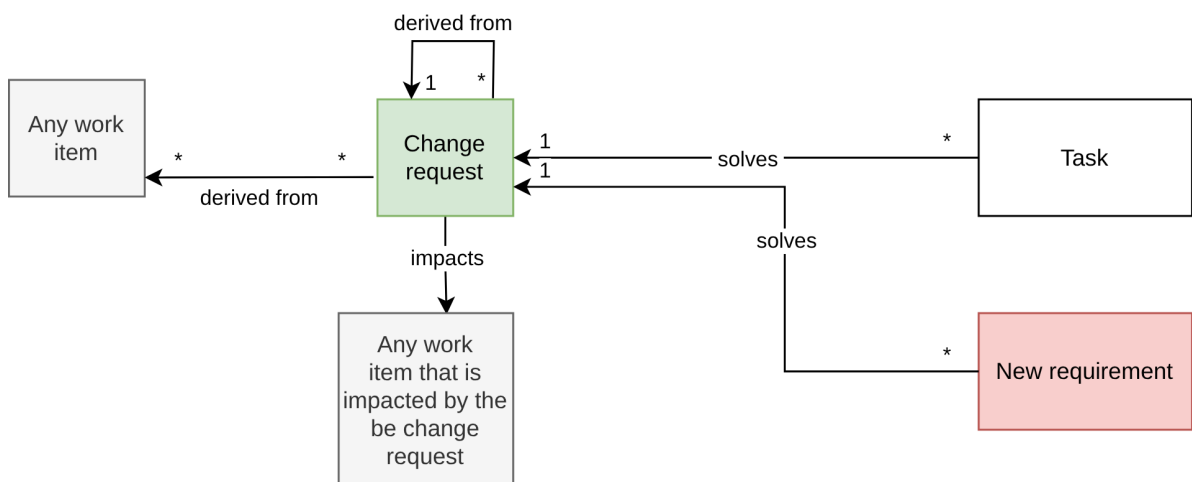 derived from
1
*
Any work
item
*
*
derived from
Change
request
1
1
solves
*
Task
solves
*
New requirement
impacts
Any work
item that is
impacted by the
be change
request